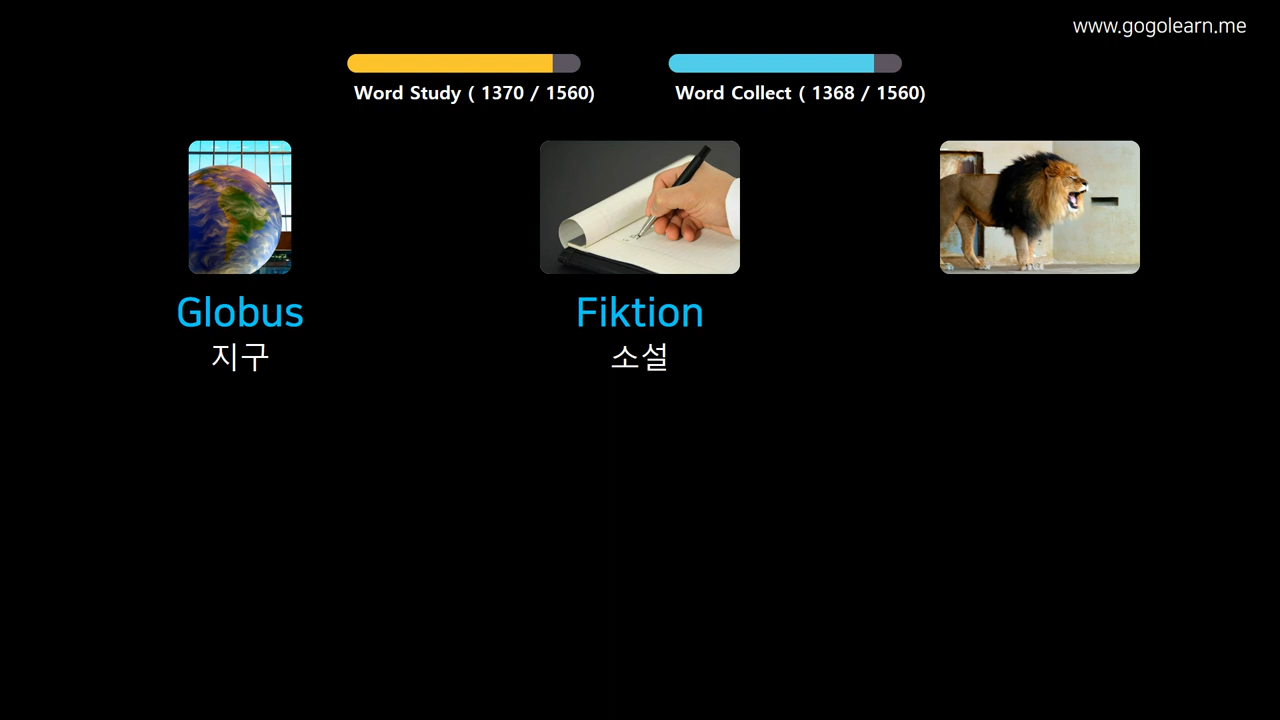 www.gogolearn.me
Word Study ( 1370 / 1560)
Word Collect ( 1368 / 1560)
Globus
지구
Fiktion
소설